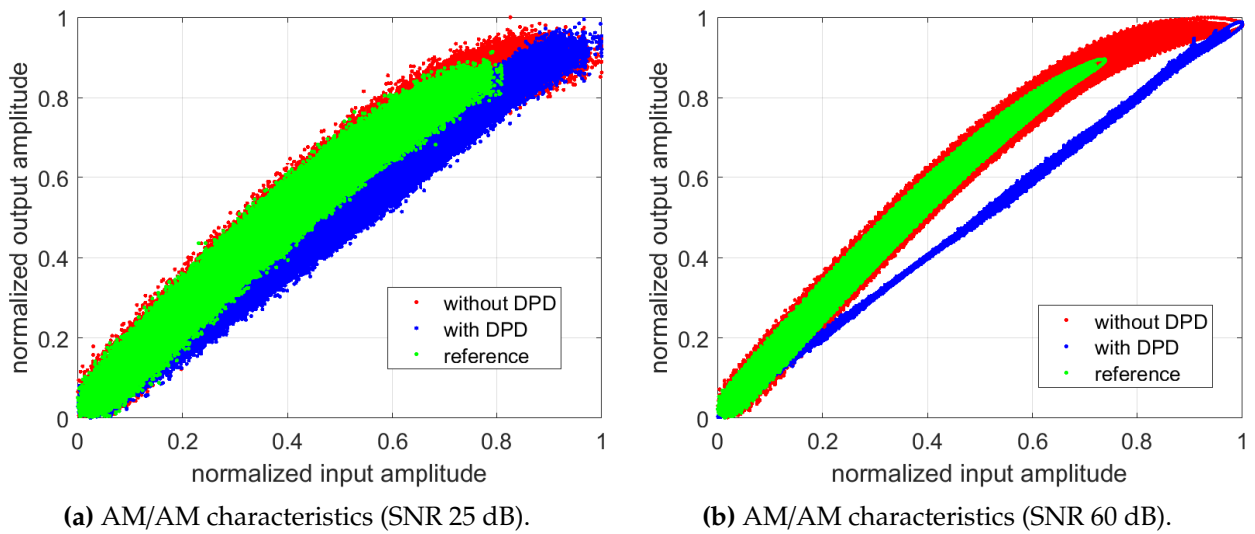 1
0.8
0.6
0.4
0.2
0
normalized output amplitude
without DPD
with DPD
reference
0 0.2 0.4 0.6 0.8 1
normalized input amplitude
(a) AM/AM characteristics (SNR 25 dB).
1
0.8
0.6
0.4
0.2
0
normalized output amplitude
without DPD
with DPD
reference
0 0.2 0.4 0.6 0.8 1
normalized input amplitude
(b) AM/AM characteristics (SNR 60 dB).